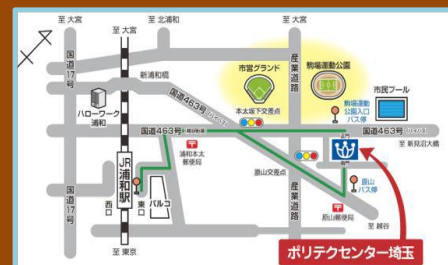 至 大宮
至 北浦和
至 大宮
至 大宮
国道17号
新浦和橋
市営グランド
産業道路
駒場運動公園
本太坂下交差点
国道463号
駒場運動
公園入口
バス停
市民プール
ハローワーク
浦和
国道463号
国道463号
至 新見沼大橋
浦和本太
郵便局
原山交差点
JR浦和駅
西口
東口
パルコ
原山
バス停
国道17号
産業道路
原山郵便局
至 越谷
至 東京
ポリテクセンター埼玉